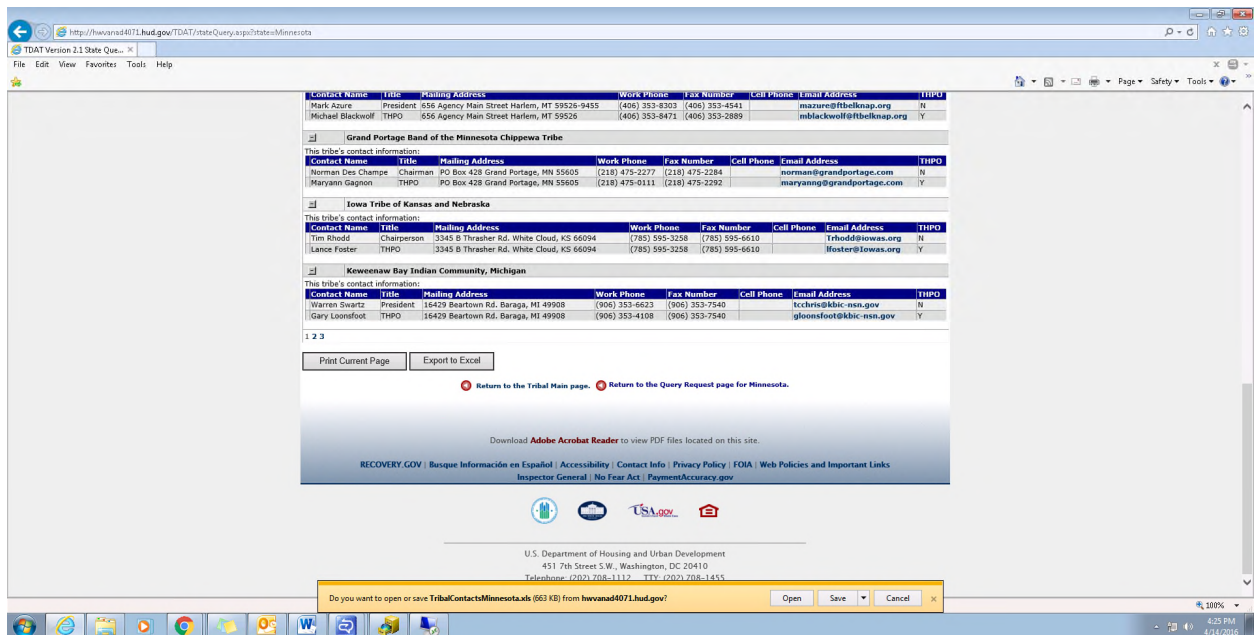 http://hwvanad4071.hud.gov/TDAT/stateQuery.aspx?state=Minnesota
TDAT Version 2.1 State Que...
File Edit View Favorites Tools Help
Page Safety Tools
Contact Name Title Mailing Address Work Phone Fax Number Cell Phone Email Address THPO
Mark Azure President 656 Agency Main Street Harlem, MT 59526-9455 (406) 353-8303 (406) 353-4541 mazure@ftbelknap.org N
Michael Blackwolf THPO 656 Agency Main Street Harlem, MT 59526 (406) 353-8471 (406) 353-2889 mblackwolf@ftbelknap.org Y
Grand Portage Band of the Minnesota Chippewa Tribe
This tribe's contact information:
Contact Name Title Mailing Address Work Phone Fax Number Cell Phone Email Address THPO
Norman Des Champe Chairman PO Box 428 Grand Portage, MN 55605 (218) 475-2277 (218) 475-2284 norman@grandportage.com N
Maryann Gagnon THPO PO Box 428 Grand Portage, MN 55605 (218) 475-0111 (218) 475-2292 maryanng@grandportage.com Y
Iowa Tribe of Kansas and Nebraska
This tribe's contact information:
Contact Name Title Mailing Address Work Phone Fax Number Cell Phone Email Address THPO
Tim Rhodd Chairperson 3345 B Thrasher Rd. White Cloud, KS 66094 (785) 595-3258 (785) 595-6610 Trhodd@iowas.org N
Lance Foster THPO 3345 B Thrasher Rd. White Cloud, KS 66094 (785) 595-3258 (785) 595-6610 lfoster@Iowas.org Y
Keweenaw Bay Indian Community, Michigan
This tribe's contact information:
Contact Name Title Mailing Address Work Phone Fax Number Cell Phone Email Address THPO
Warren Swartz President 16429 Beartown Rd. Baraga, MI 49908 (906) 353-6623 (906) 353-7540 tcchris@kbic-nsn.gov N
Gary Loonsfoot THPO 16429 Beartown Rd. Baraga, MI 49908 (906) 353-4108 (906) 353-7540 gloonsfoot@kbic-nsn.gov Y
1 2 3
Print Current Page Export to Excel
Return to the Tribal Main page. Return to the Query Request page for Minnesota.
Download Adobe Acrobat Reader to view PDF files located on this site.
RECOVERY.GOV | Busque Información en Español | Accessibility | Contact Info | Privacy Policy | FOIA | Web Policies and Important Links
Inspector General | No Fear Act | PaymentAccuracy.gov
USA.gov
U.S. Department of Housing and Urban Development
451 7th Street S.W., Washington, DC 20410
Telephone: (202) 708-1112 TTY: (202) 708-1455
Do you want to open or save TribalContactsMinnesota.xls (663 KB) from hwvanad4071.hud.gov? Open Save Cancel
100%
4:25 PM
4/14/2016